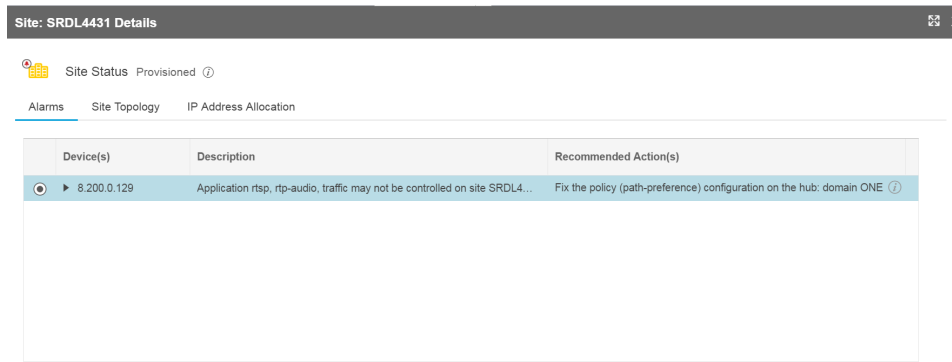 Site: SRDL4431 Details
Site Status Provisioned
Alarms Site Topology IP Address Allocation
Device(s) Description Recommended Action(s)
8.200.0.129 Application rtsp, rtp-audio, traffic may not be controlled on site SRDL4... Fix the policy (path-preference) configuration on the hub: domain ONE